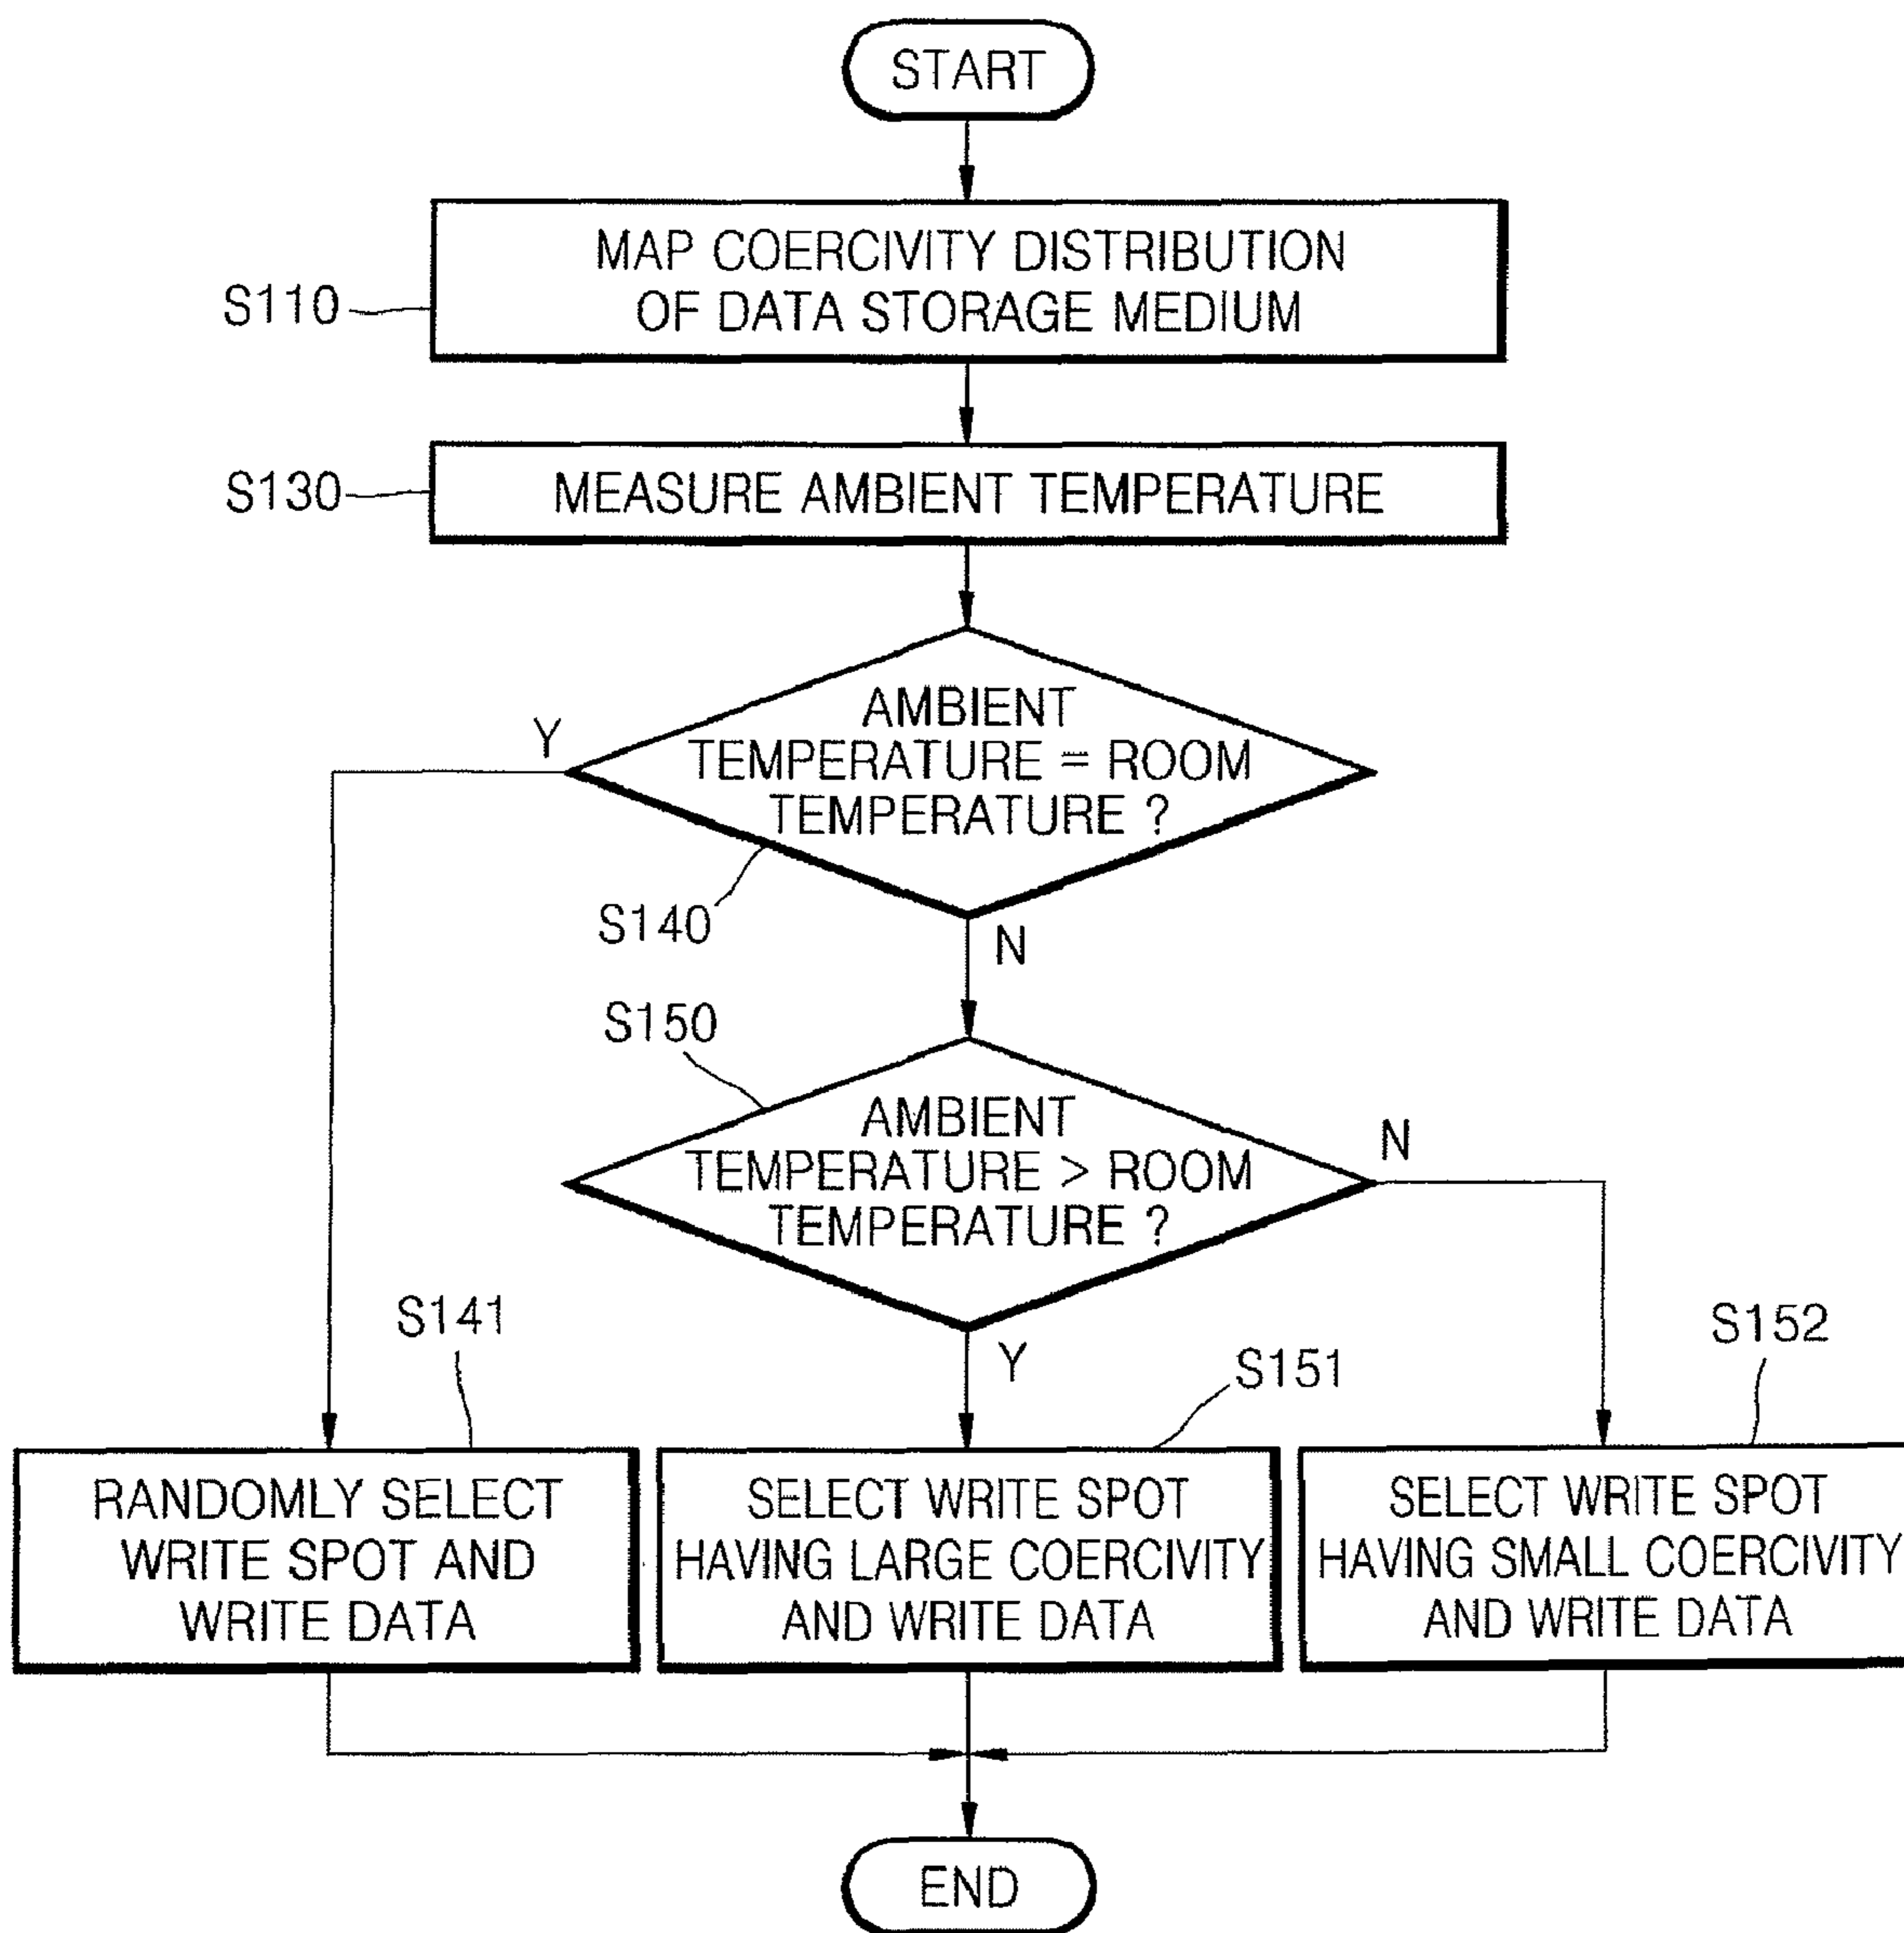 START
MAP COERCIVITY DISTRIBUTION
OF DATA STORAGE MEDIUM
S110
MEASURE AMBIENT TEMPERATURE
S130
AMBIENT
TEMPERATURE = ROOM
TEMPERATURE ?
Y
S140
N
S150
AMBIENT
TEMPERATURE > ROOM
TEMPERATURE ?
N
Y
S141
S151
S152
RANDOMLY SELECT
WRITE SPOT AND
WRITE DATA
SELECT WRITE SPOT
HAVING LARGE COERCIVITY
AND WRITE DATA
SELECT WRITE SPOT
HAVING SMALL COERCIVITY
AND WRITE DATA
END